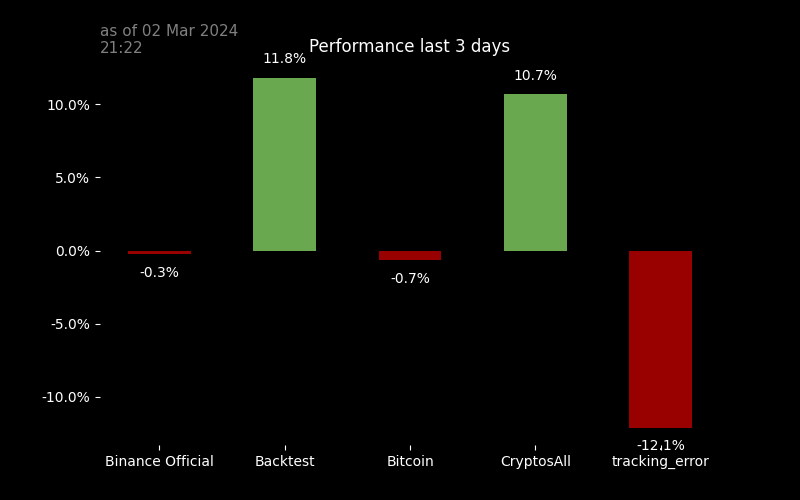 as of 02 Mar 2024
21:22
Performance last 3 days
11.8%
10.7%
10.0%
5.0%
0.0%
-0.3%
-0.7%
-5.0%
-10.0%
-12.1%
Binance Official
Backtest
Bitcoin
CryptosAll
tracking_error